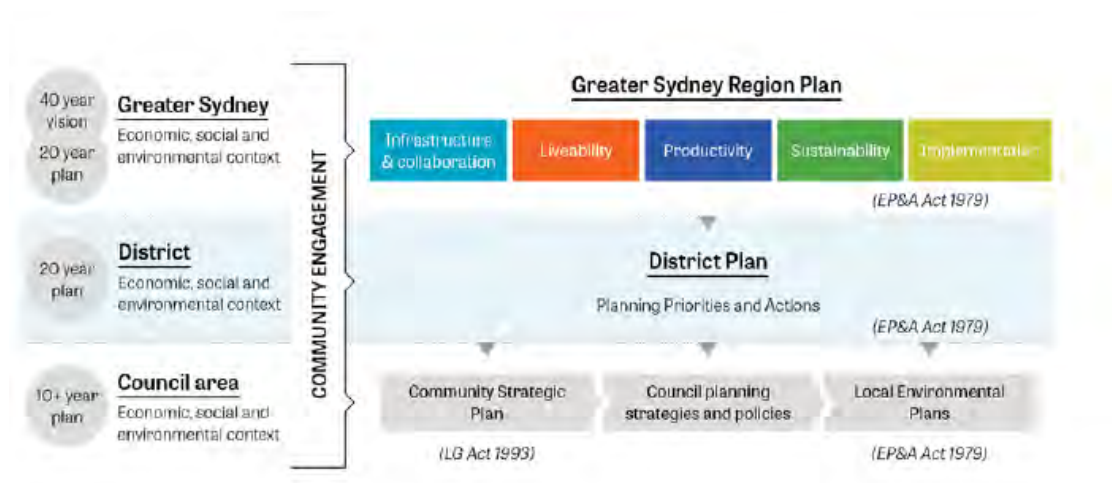 40 year
vision
20 year
plan
Greater Sydney
Economic, social and
environmental context
20 year
plan
District
Economic, social and
environmental context
10+ year
plan
Council area
Economic, social and
environmental context
COMMUNITY ENGAGEMENT
Greater Sydney Region Plan
Infrastructure
& collaboration
Liveability
Productivity
Sustainability
Implementation
(EP&A Act 1979)
District Plan
Planning Priorities and Actions
(EP&A Act 1979)
Community Strategic
Plan
Council planning
strategies and policies
Local Environmental
Plans
(LG Act 1993)
(EP&A Act 1979)